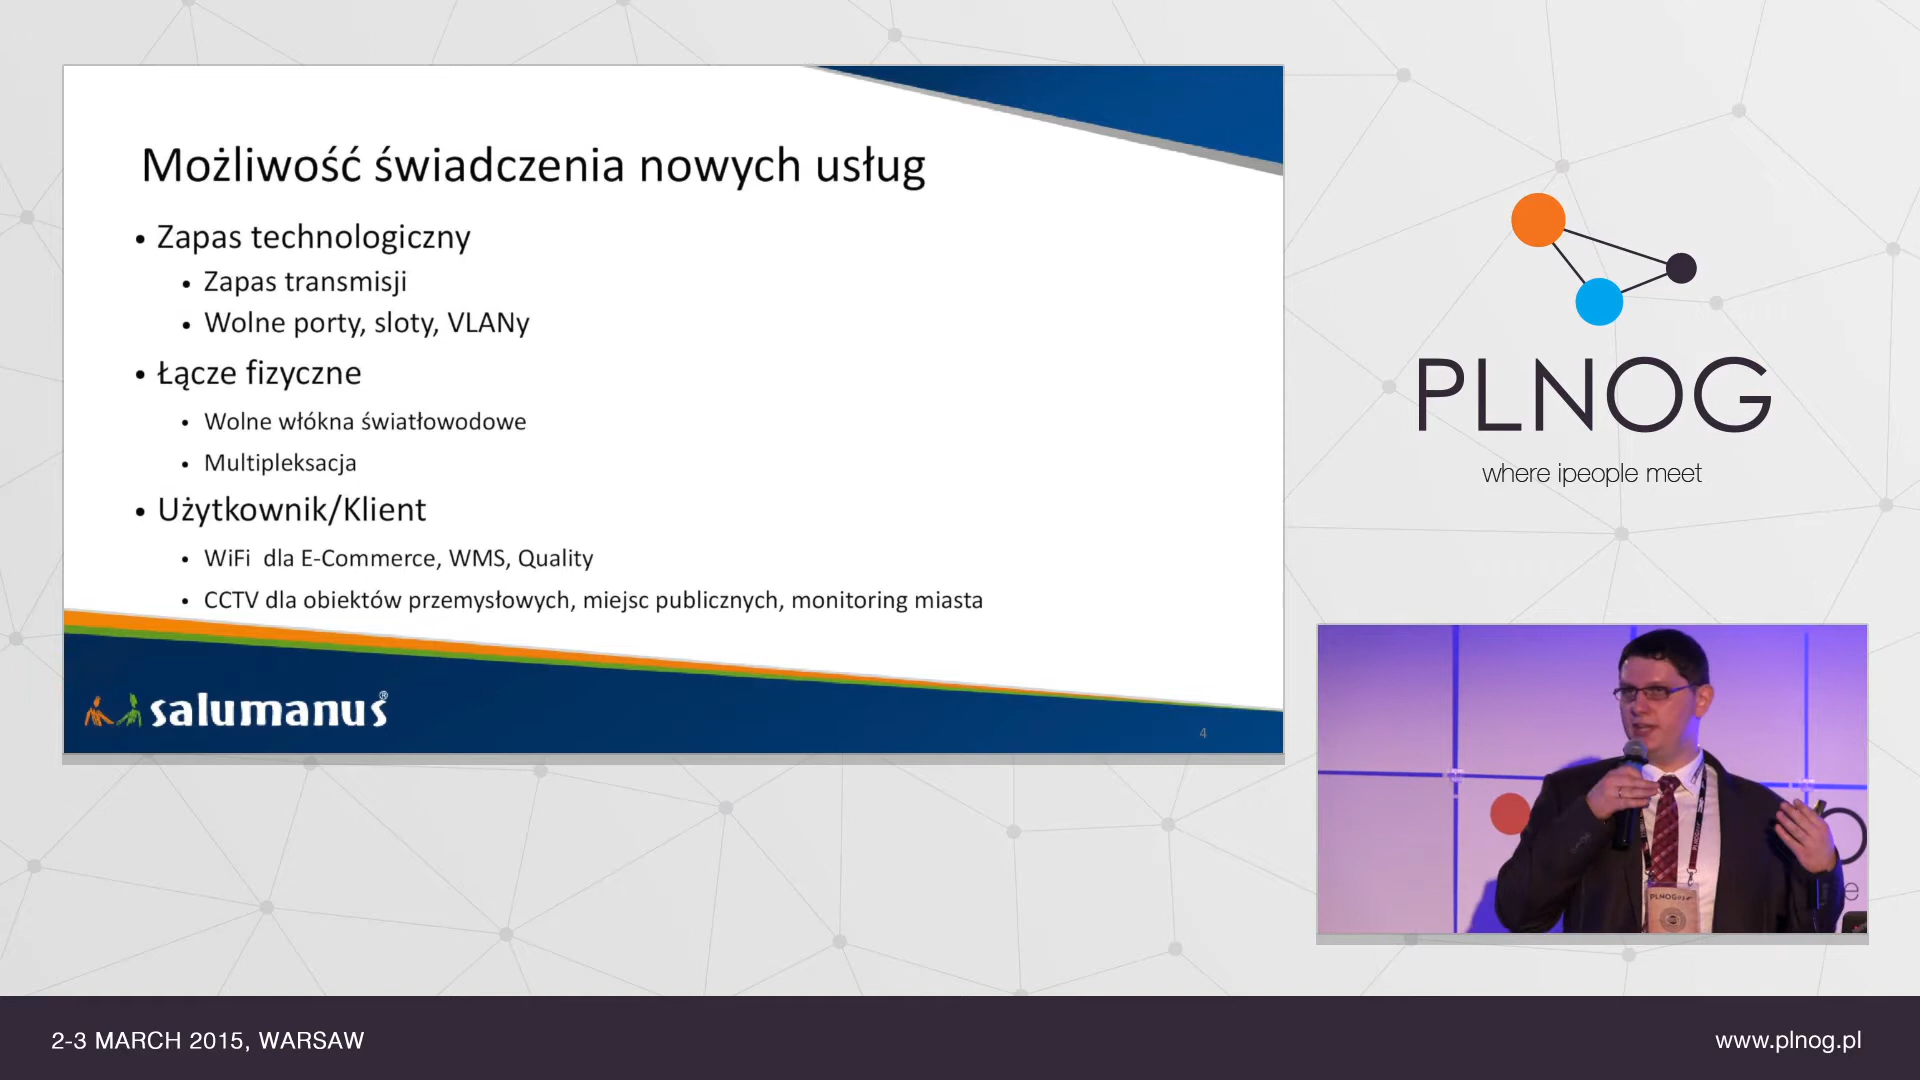 Możliwość świadczenia nowych usług
• Zapas technologiczny
• Zapas transmisji
• Wolne porty, sloty, VLANy
• Łącze fizyczne
• Wolne włókna światłowodowe
• Multipleksacja
• Użytkownik/Klient
• WiFi dla E-Commerce, WMS, Quality
• CCTV dla obiektów przemysłowych, miejsc publicznych, monitoring miasta
salumanus®
4
PLNOG
where ipeople meet
2-3 MARCH 2015, WARSAW
www.plnog.pl